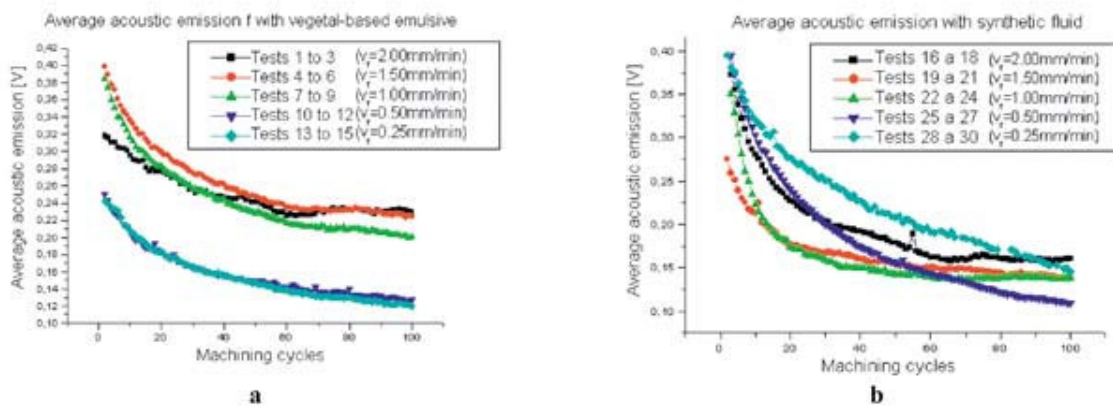 Average acoustic emission f with vegetal-based emulsive
Average acoustic emission [V]
0,42
0,40
0,38
0,36
0,34
0,32
0,30
0,28
0,26
0,24
0,22
0,20
0,18
0,16
0,14
0,12
0,10
Tests 1 to 3 (vf=2.00mm/min)
Tests 4 to 6 (vf=1.50mm/min)
Tests 7 to 9 (vf=1.00mm/min)
Tests 10 to 12 (vf=0.50mm/min)
Tests 13 to 15 (vf=0.25mm/min)
0 20 40 60 80 100
Machining cycles
a
Average acoustic emission with synthetic fluid
Average acoustic emission [V]
0,40
0,35
0,30
0,25
0,20
0,15
0,10
Tests 16 a 18 (vf=2.00mm/min)
Tests 19 a 21 (vf=1.50mm/min)
Tests 22 a 24 (vf=1.00mm/min)
Tests 25 a 27 (vf=0.50mm/min)
Tests 28 a 30 (vf=0.25mm/min)
0 20 40 60 80 100
Machining cycles
b